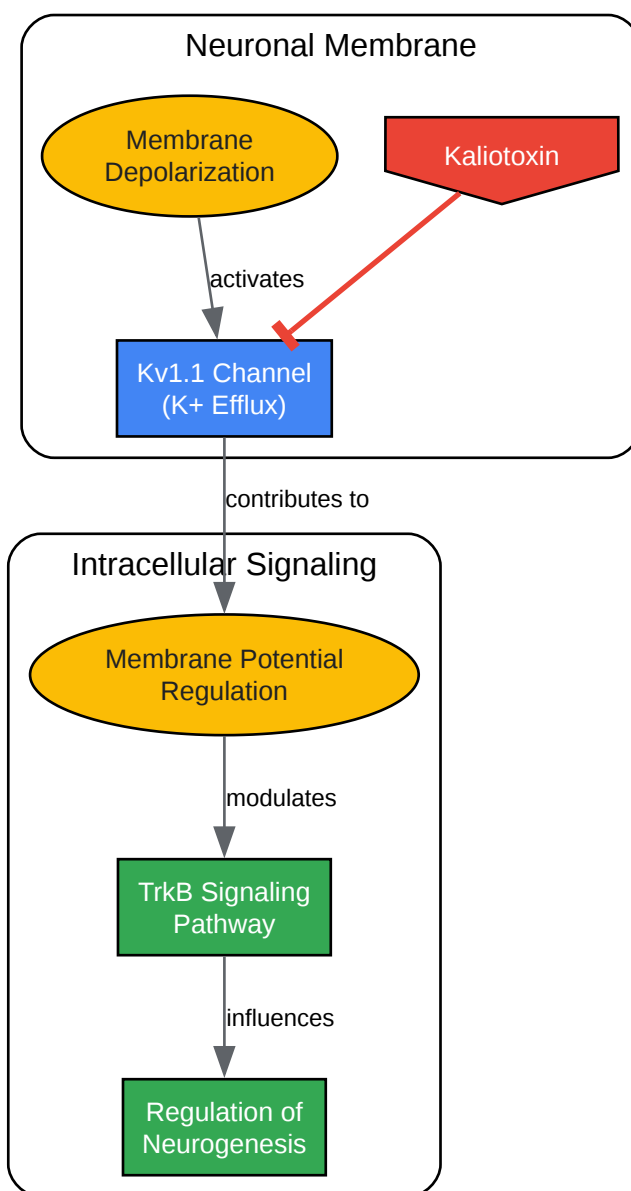 Neuronal Membrane
Membrane
Depolarization
Kaliotoxin
activates
Kv1.1 Channel
(K+ Efflux)
contributes to
Intracellular Signaling
Membrane Potential
Regulation
modulates
TrkB Signaling
Pathway
influences
Regulation of
Neurogenesis